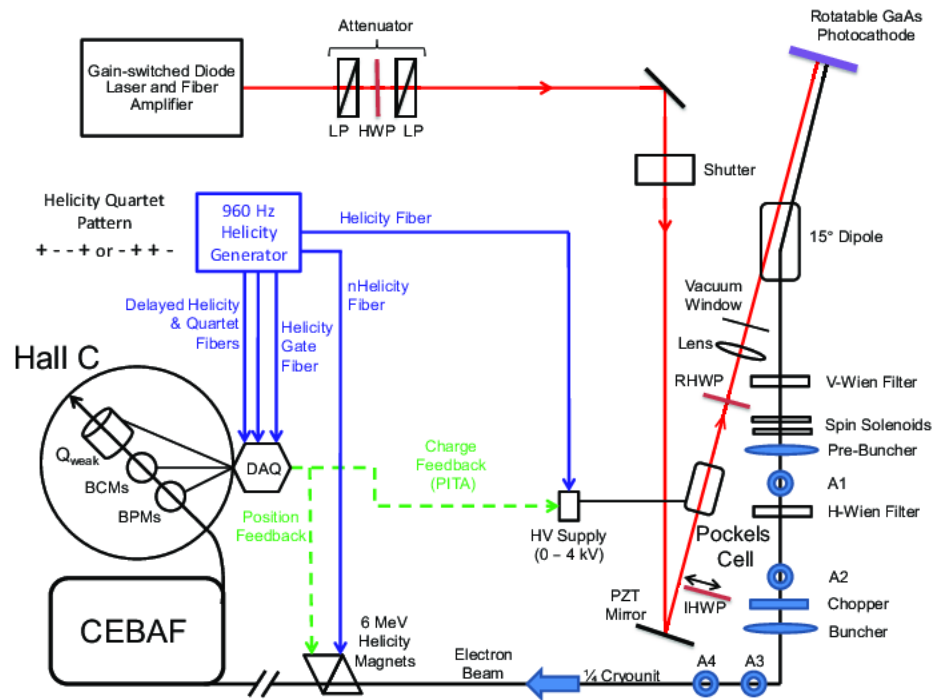 Rotatable GaAs
Photocathode
Attenuator
Gain-switched Diode
Laser and Fiber
Amplifier
LP HWP LP
Shutter
Helicity Quartet
Pattern
+ - - + or - + + -
960 Hz
Helicity
Generator
Helicity Fiber
15° Dipole
nHelicity
Fiber
Delayed Helicity
& Quartet
Fibers
Helicity
Gate
Fiber
Vacuum
Window
Lens
Hall C
RHWP
V-Wien Filter
Spin Solenoids
Pre-Buncher
Qweak
BCMs
BPMs
DAQ
Charge
Feedback
(PITA)
Position
Feedback
A1
H-Wien Filter
HV Supply
(0 – 4 kV)
Pockels
Cell
A2
Chopper
Buncher
IHWP
PZT
Mirror
CEBAF
6 MeV
Helicity
Magnets
Electron
Beam
¼ Cryounit
A4 A3